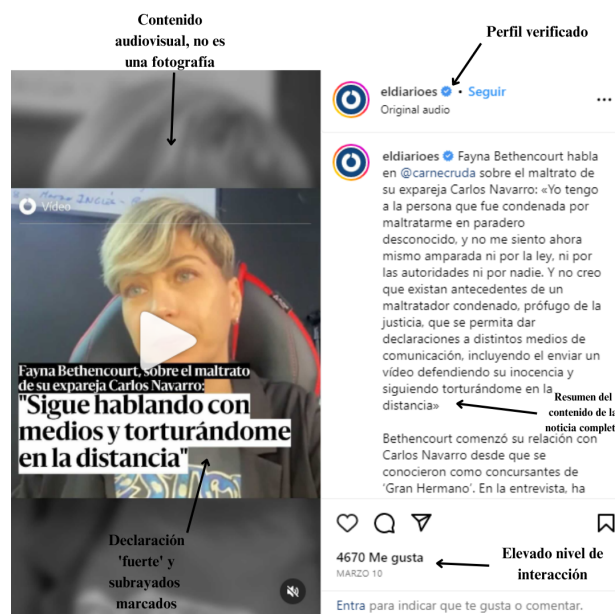 Contenido
audiovisual, no es
una fotografía
Perfil verificado
eldiarioes • Seguir
Original audio
eldiarioes Fayna Bethencourt habla
en @carnecruda sobre el maltrato de
su expareja Carlos Navarro: «Yo tengo
a la persona que fue condenada por
maltratarme en paradero
desconocido, y no me siento ahora
mismo amparada ni por la ley, ni por
las autoridades ni por nadie. Y no creo
que existan antecedentes de un
maltratador condenado, prófugo de la
justicia, que se permita dar
declaraciones a distintos medios de
comunicación, incluyendo el enviar un
vídeo defendiendo su inocencia y
siguiendo torturándome en la
distancia»
Resumen del
contenido de la
noticia complet
Bethencourt comenzó su relación con
Carlos Navarro desde que se
conocieron como concursantes de
'Gran Hermano'. En la entrevista, ha
Vídeo
Fayna Bethencourt, sobre el maltrato
de su expareja Carlos Navarro:
"Sigue hablando con
medios y torturándome
en la distancia"
Declaración
'fuerte' y
subrayados
marcados
4670 Me gusta
MARZO 10
Elevado nivel de
interacción
Entra para indicar que te gusta o comentar.